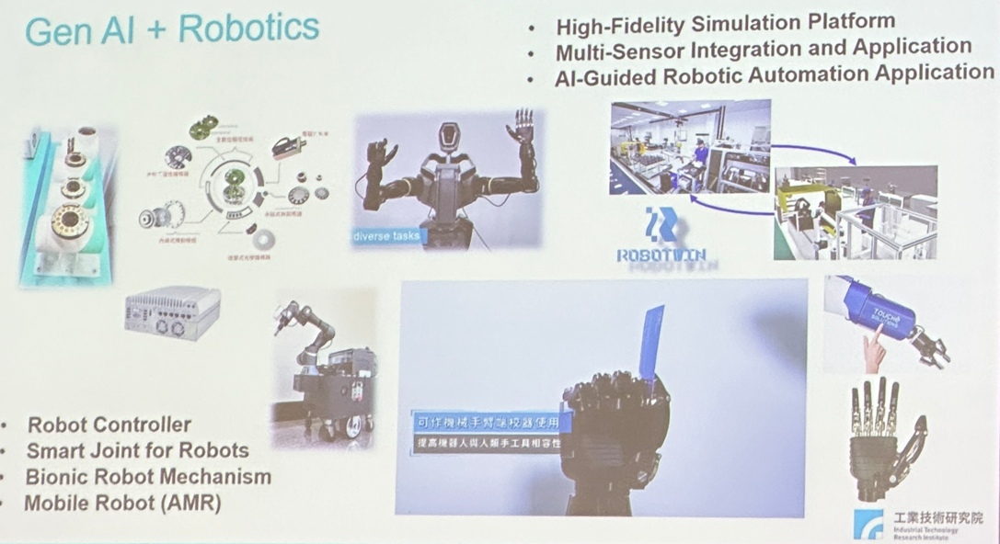 Gen AI + Robotics
• High-Fidelity Simulation Platform
• Multi-Sensor Integration and Application
• AI-Guided Robotic Automation Application
diverse tasks
ROBOTWIN
TOUCHÉ
SOLUTIONS
可作機械手臂端校器使用
提高機器人與人類手工具相容性
• Robot Controller
• Smart Joint for Robots
• Bionic Robot Mechanism
• Mobile Robot (AMR)
工業技術研究院
Industrial Technology
Research Institute